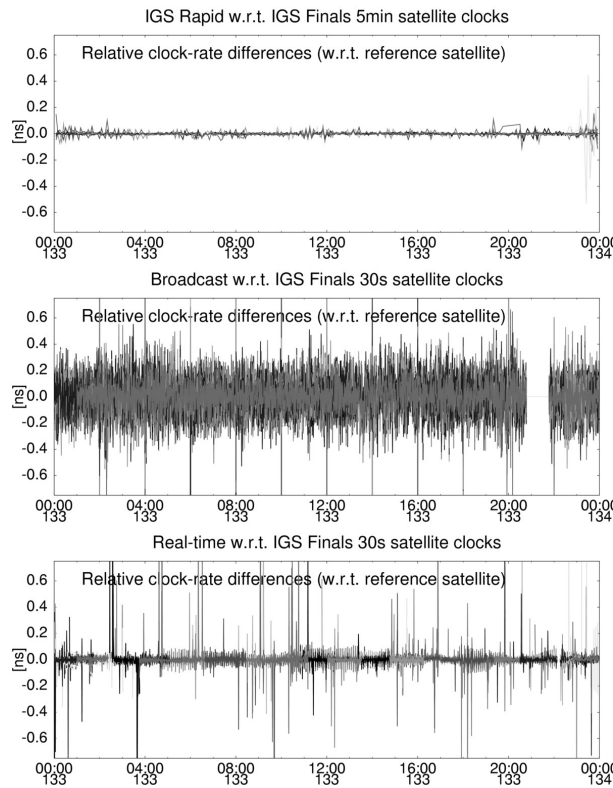 IGS Rapid w.r.t. IGS Finals 5min satellite clocks
Relative clock-rate differences (w.r.t. reference satellite)
[ns]
0.6
0.4
0.2
0.0
-0.2
-0.4
-0.6
00:00 04:00 08:00 12:00 16:00 20:00 00:00
133 133 133 133 133 133 134
Broadcast w.r.t. IGS Finals 30s satellite clocks
Relative clock-rate differences (w.r.t. reference satellite)
[ns]
0.6
0.4
0.2
0.0
-0.2
-0.4
-0.6
00:00 04:00 08:00 12:00 16:00 20:00 00:00
133 133 133 133 133 133 134
Real-time w.r.t. IGS Finals 30s satellite clocks
Relative clock-rate differences (w.r.t. reference satellite)
[ns]
0.6
0.4
0.2
0.0
-0.2
-0.4
-0.6
00:00 04:00 08:00 12:00 16:00 20:00 00:00
133 133 133 133 133 133 134